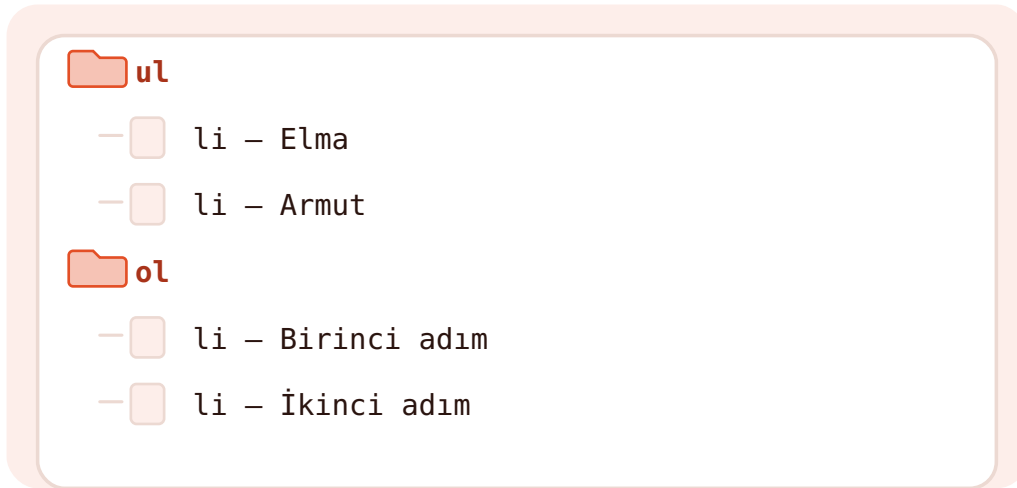 ul
li — Elma
li — Armut
ol
li — Birinci adım
li — İkinci adım